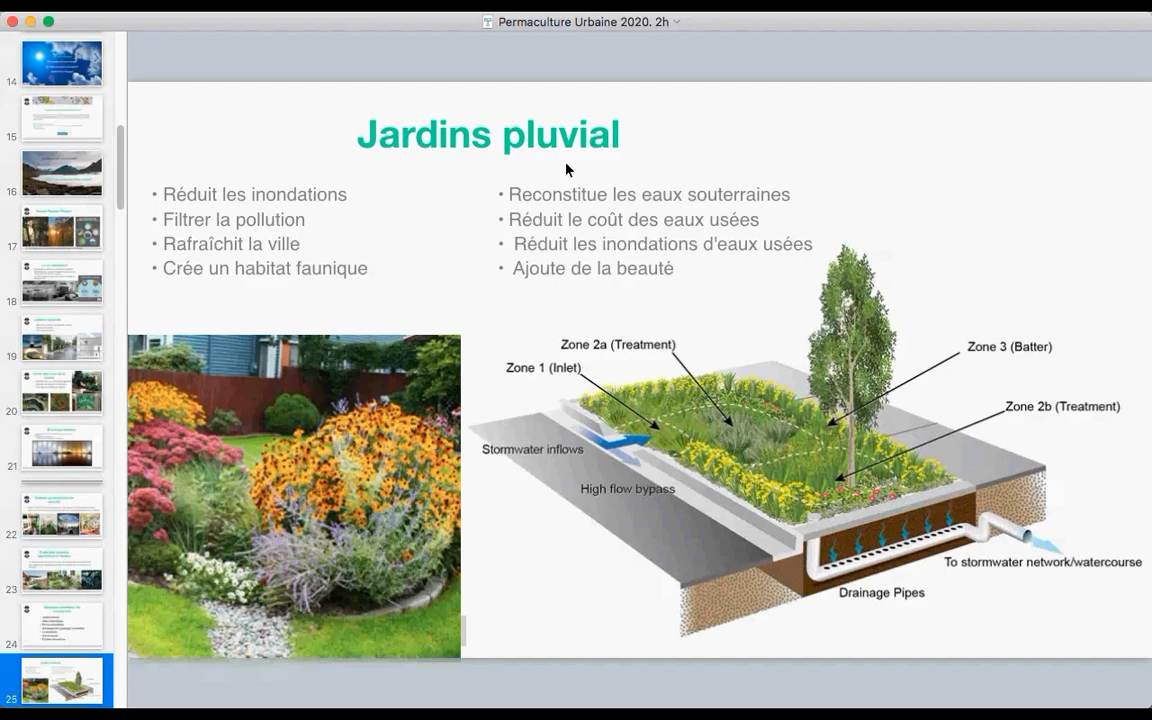 Permaculture Urbaine 2020. 2h
Jardins pluvial
• Réduit les inondations
• Filtrer la pollution
• Rafraîchit la ville
• Crée un habitat faunique
• Reconstitue les eaux souterraines
• Réduit le coût des eaux usées
• Réduit les inondations d'eaux usées
• Ajoute de la beauté
Zone 2a (Treatment)
Zone 1 (Inlet)
Zone 3 (Batter)
Zone 2b (Treatment)
Stormwater inflows
High flow bypass
To stormwater network/watercourse
Drainage Pipes
14
15
16
17
18
19
20
21
22
23
24
25